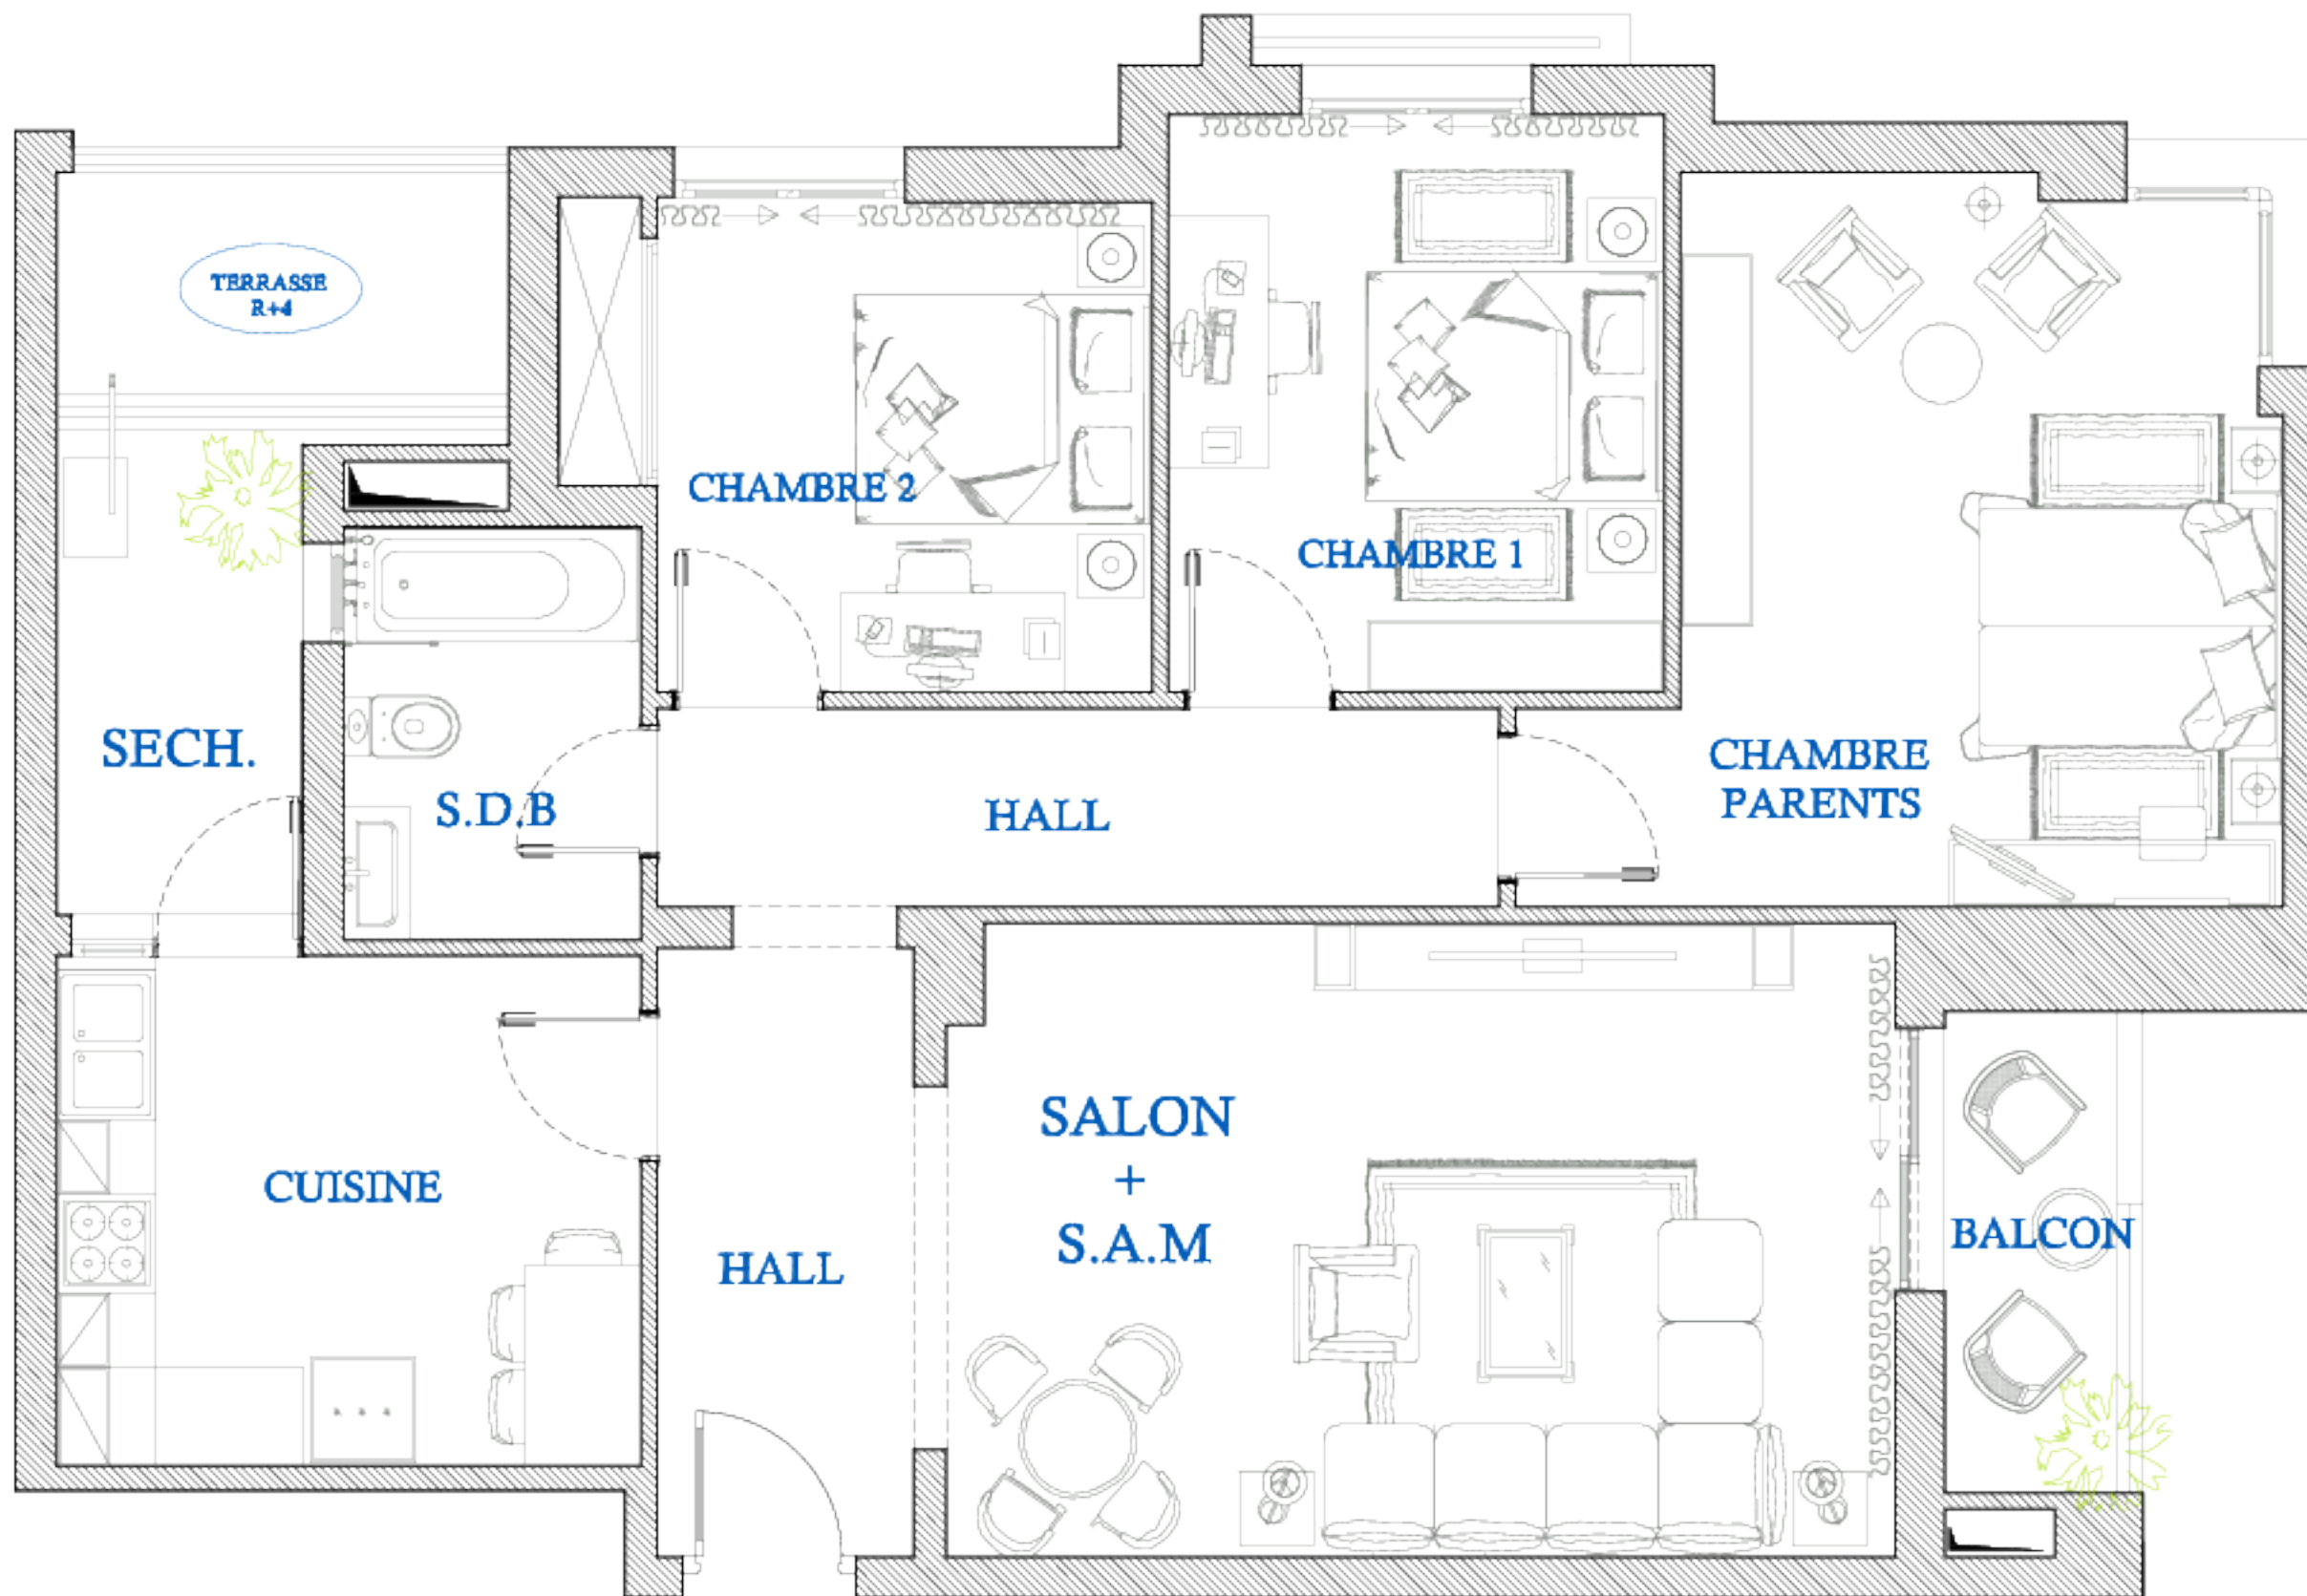 TERRASSE
R+4
CHAMBRE 2
CHAMBRE 1
SECH.
S.D.B
HALL
CHAMBRE
PARENTS
CUISINE
HALL
SALON
+
S.A.M
BALCON